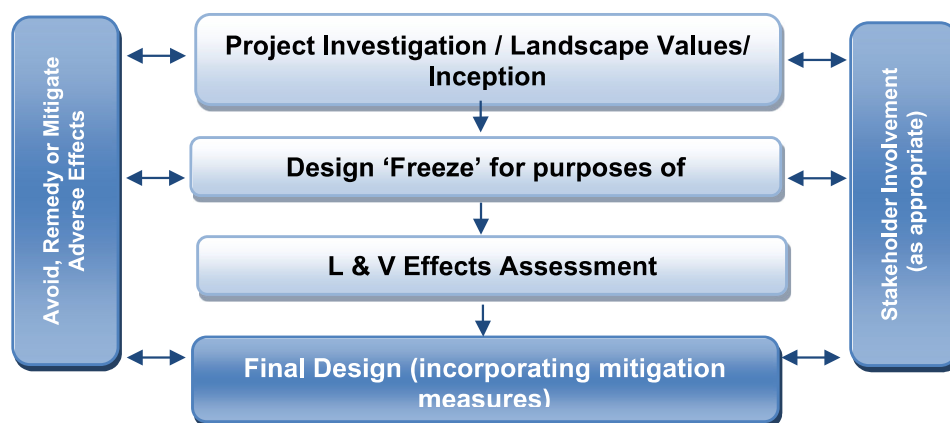 Avoid, Remedy or Mitigate
Adverse Effects
Project Investigation / Landscape Values/
Inception
Design ‘Freeze’ for purposes of
L & V Effects Assessment
Final Design (incorporating mitigation
measures)
Stakeholder Involvement
(as appropriate)